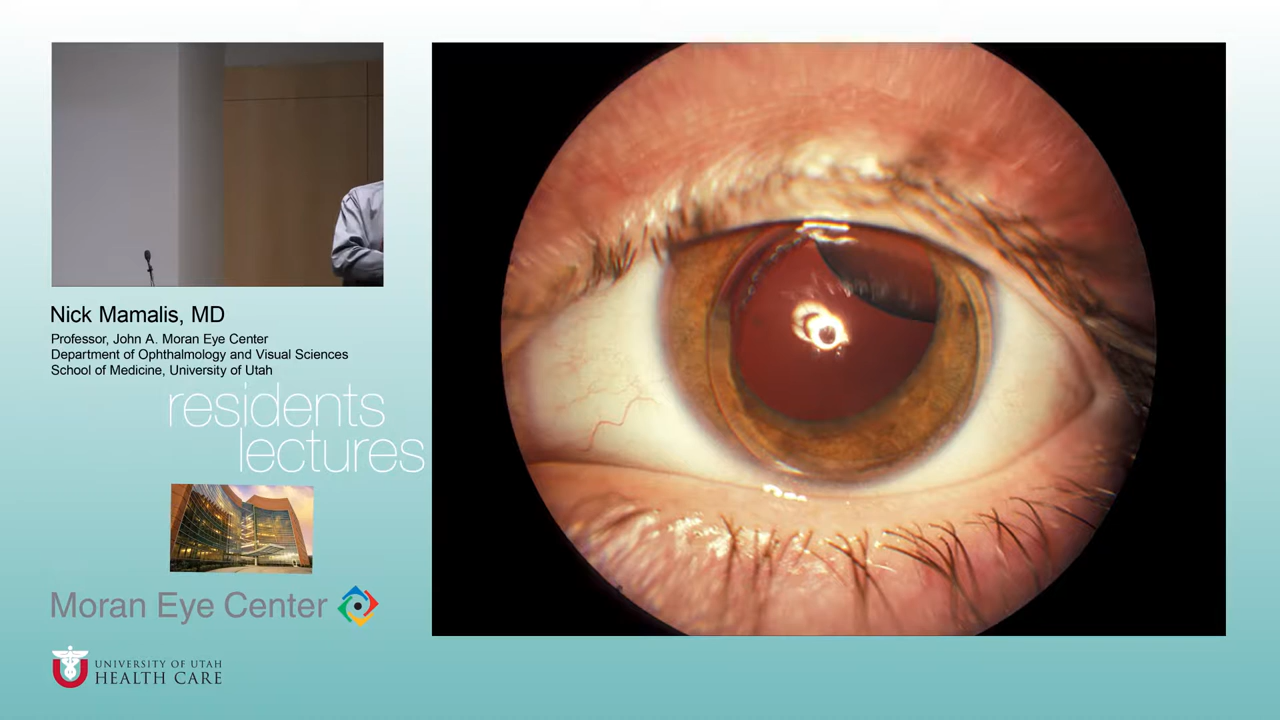 Nick Mamalis, MD
Professor, John A. Moran Eye Center
Department of Ophthalmology and Visual Sciences
School of Medicine, University of Utah
residents
lectures
Moran Eye Center
UNIVERSITY OF UTAH
HEALTH CARE